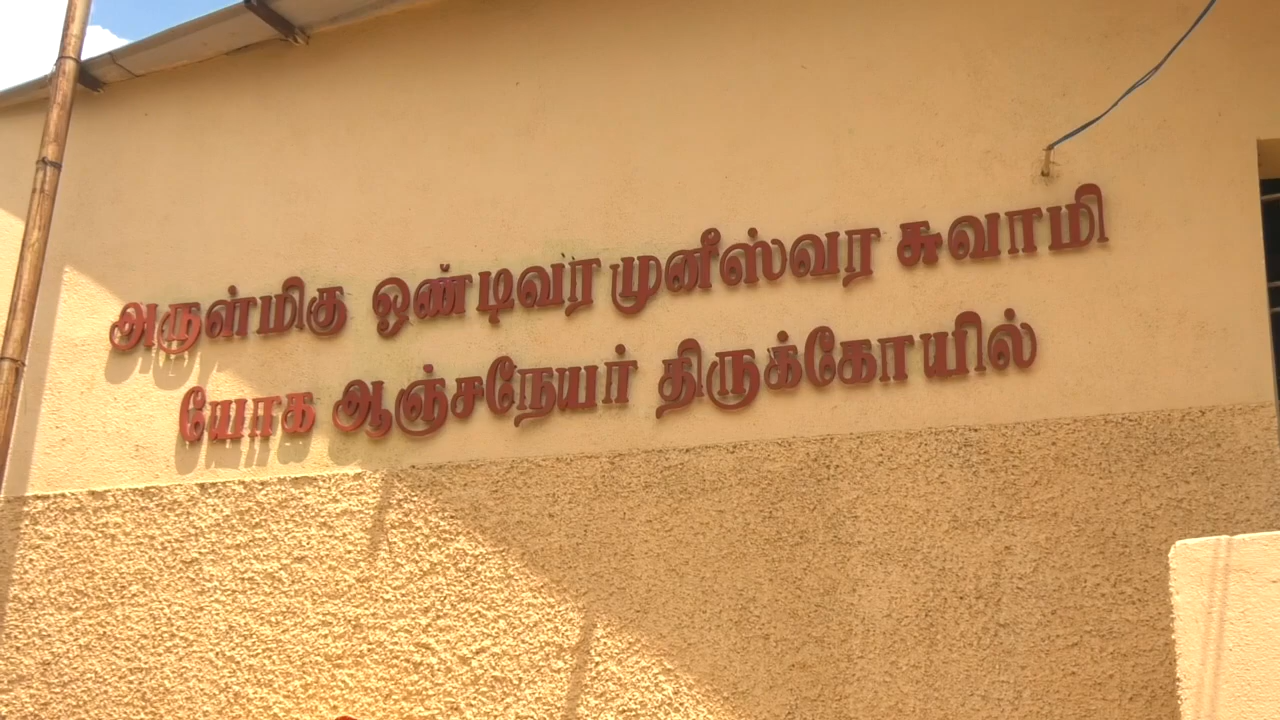 அருள்மிகு ஒண்டிவர முனீஸ்வர சுவாமி
யோக ஆஞ்சநேயர் திருக்கோயில்